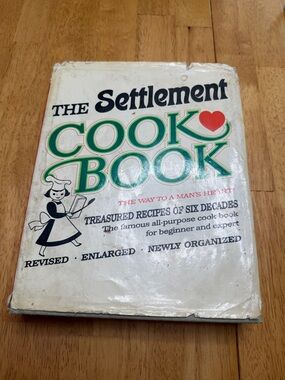 THE Settlement
COOK
BOOK
THE WAY TO A MAN'S HEART
TREASURED RECIPES OF SIX DECADES
The famous all-purpose cook book
for beginner and expert
REVISED · ENLARGED · NEWLY ORGANIZED